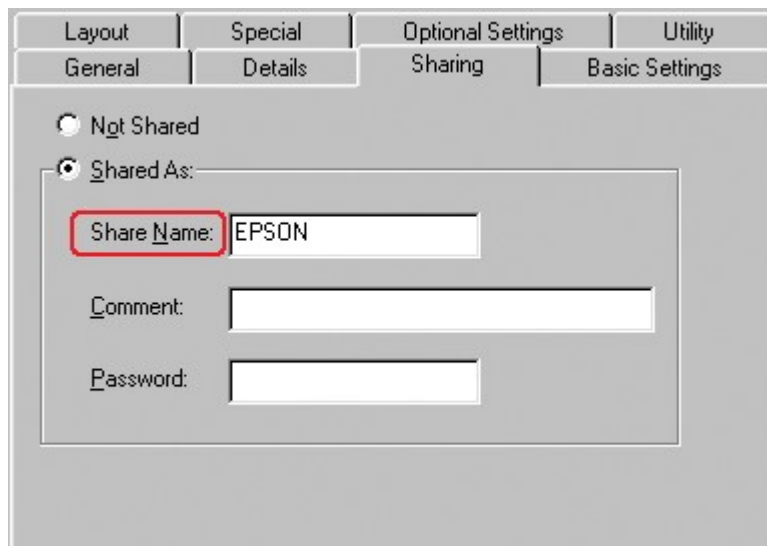 Layout Special Optional Settings Utility
General Details Sharing Basic Settings
Not Shared
Shared As:
Share Name: EPSON
Comment:
Password: